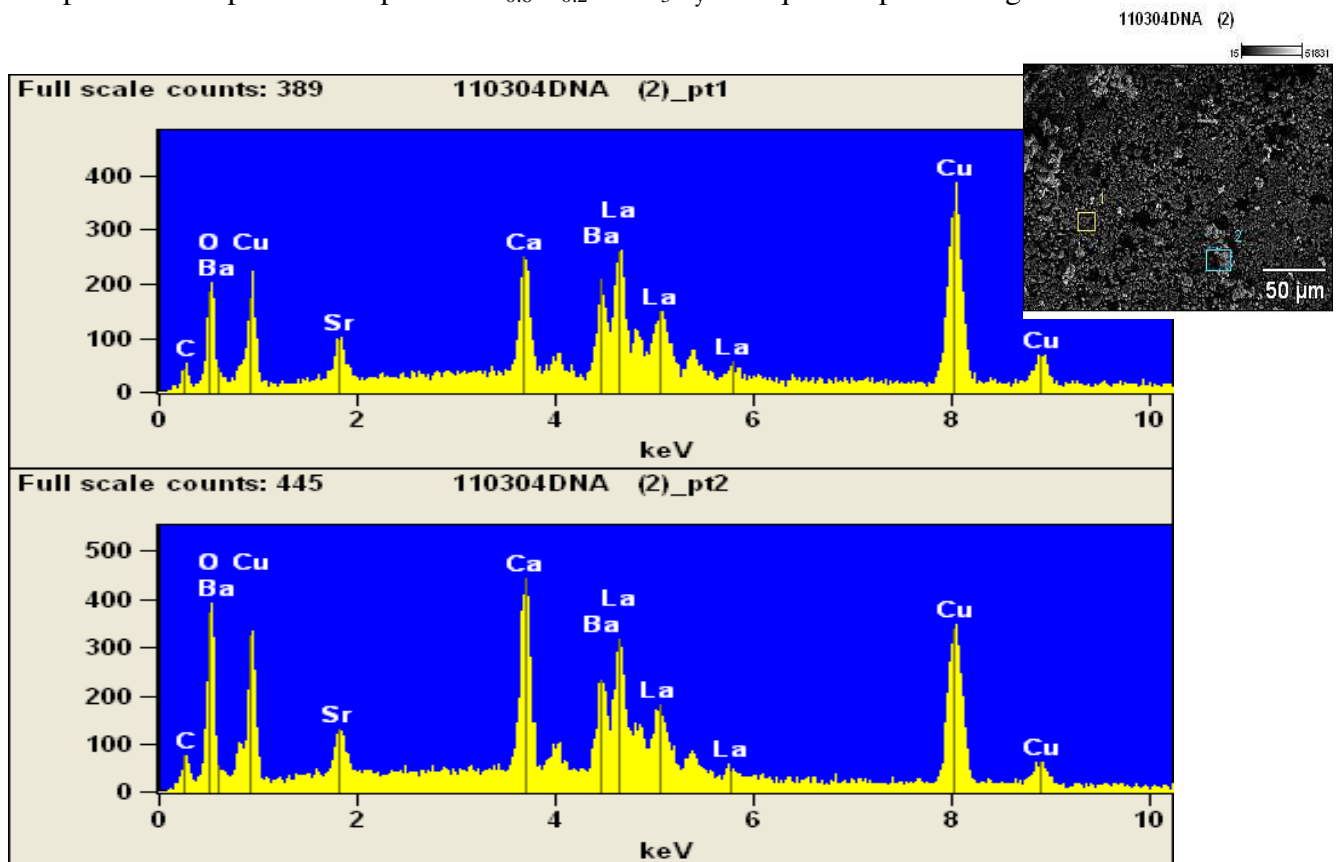 110304DNA (2)
15 51831
1
2
50 µm
Full scale counts: 389 110304DNA (2)_pt1
400
300
200
100
0
C
O Cu
Ba
Sr
Ca
La
Ba
La
La
Cu
Cu
0 2 4 6 8 10
keV
Full scale counts: 445 110304DNA (2)_pt2
500
400
300
200
100
0
C
O Cu
Ba
Sr
Ca
La
Ba
La
La
Cu
Cu
0 2 4 6 8 10
keV